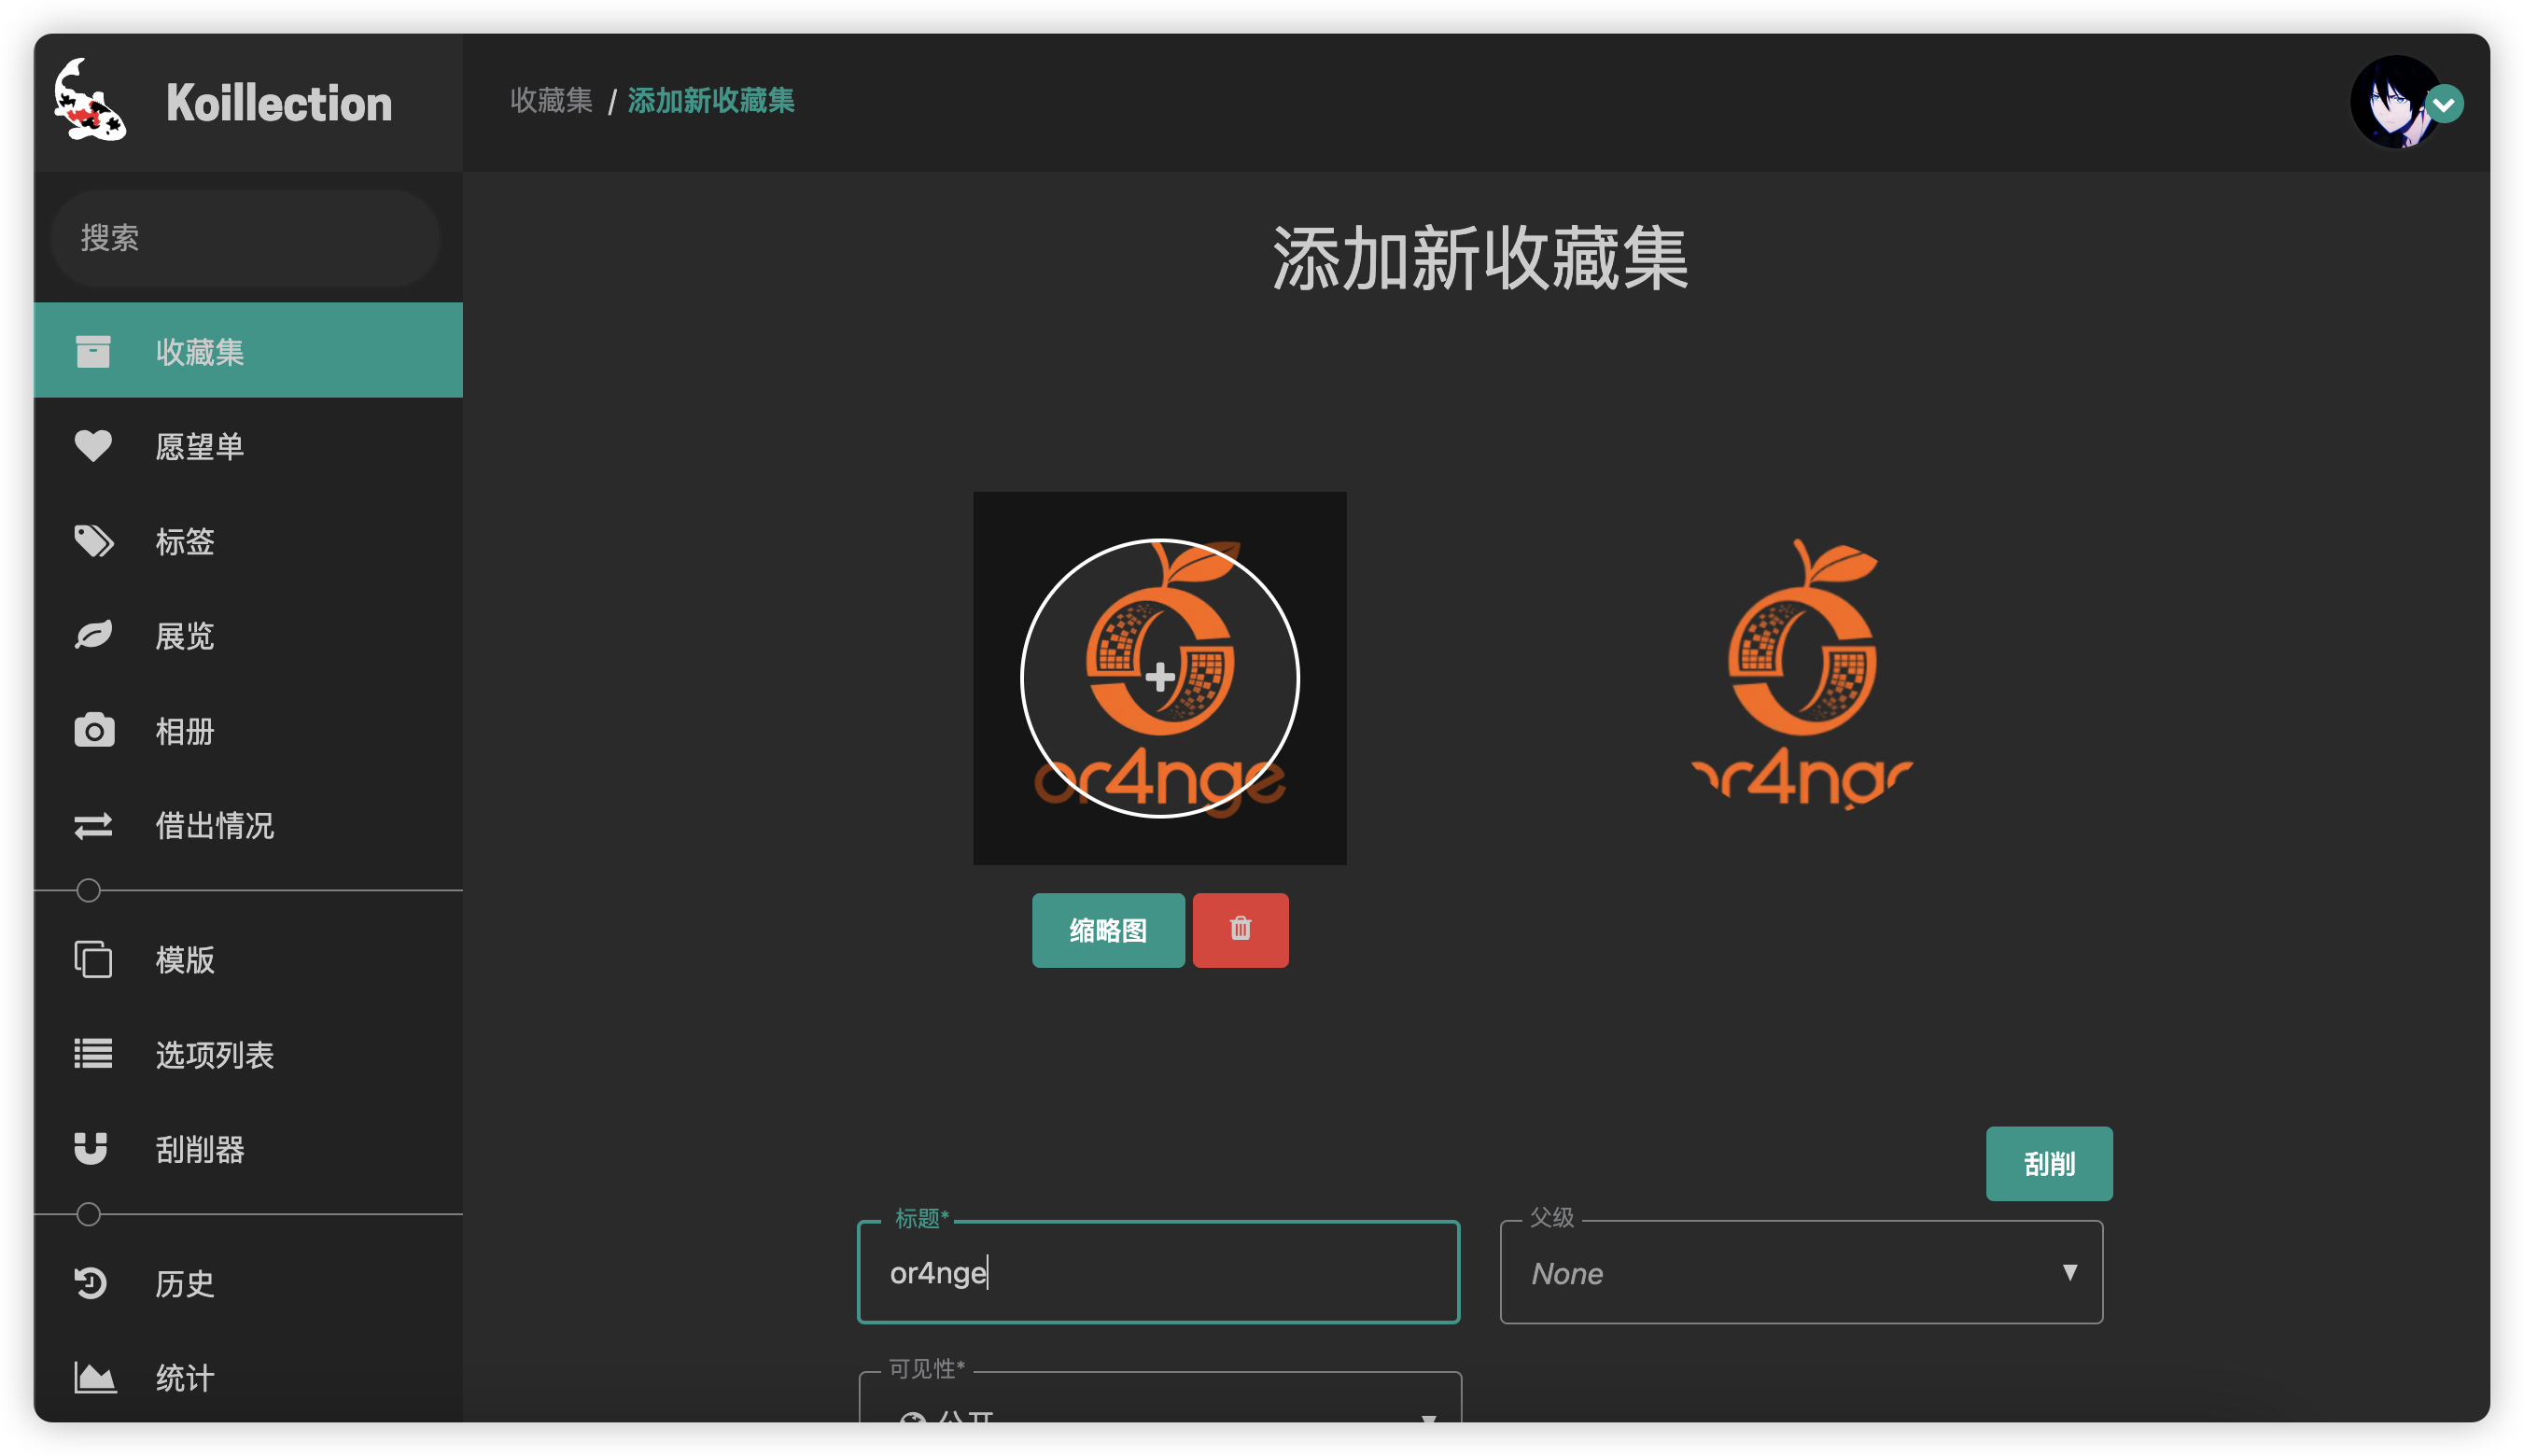 Koillection
收藏集 / 添加新收藏集
搜索
收藏集
愿望单
标签
展览
相册
借出情况
模版
选项列表
刮削器
历史
统计
添加新收藏集
or4nge
缩略图
刮削
标题*
or4nge
父级
None
可见性*
公开